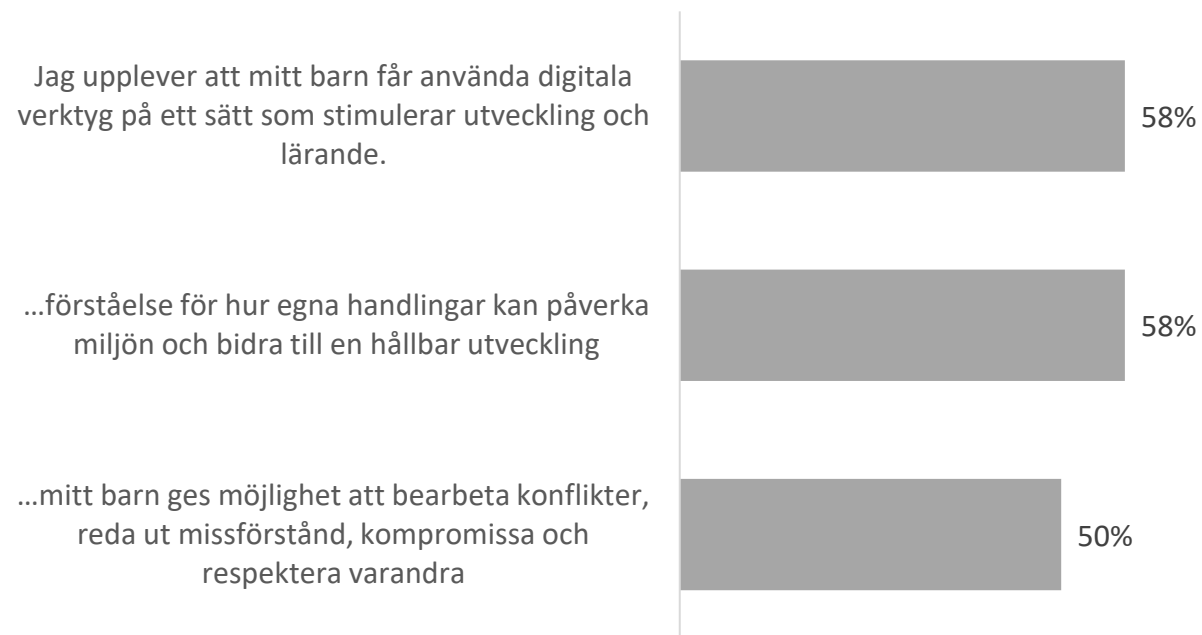 Jag upplever att mitt barn får använda digitala
verktyg på ett sätt som stimulerar utveckling och
lärande.
58%
...förståelse för hur egna handlingar kan påverka
miljön och bidra till en hållbar utveckling
58%
...mitt barn ges möjlighet att bearbeta konflikter,
reda ut missförstånd, kompromissa och
respektera varandra
50%